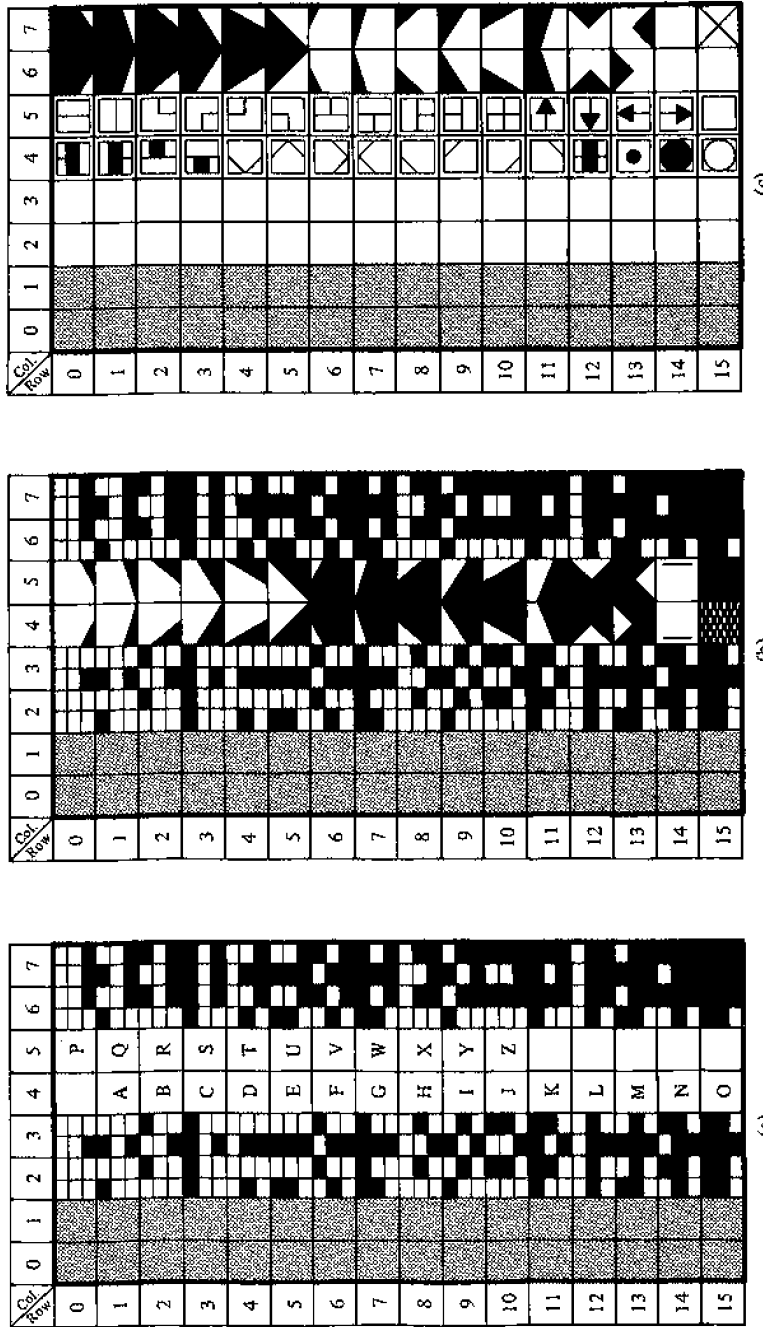 Col. Row 0 1 2 3 4 5 6 7
0 P
1 A Q
2 B R
3 C S
4 D T
5 E U
6 F V
7 G W
8 H X
9 I Y
10 J Z
11 K
12 L
13 M
14 N
15 O
(a)
Col. Row 0 1 2 3 4 5 6 7
0
1
2
3
4
5
6
7
8
9
10
11
12
13
14
15
(b)
Col. Row 0 1 2 3 4 5 6 7
0
1
2
3
4
5
6
7
8
9
10
11
12
13
14
15
(c)